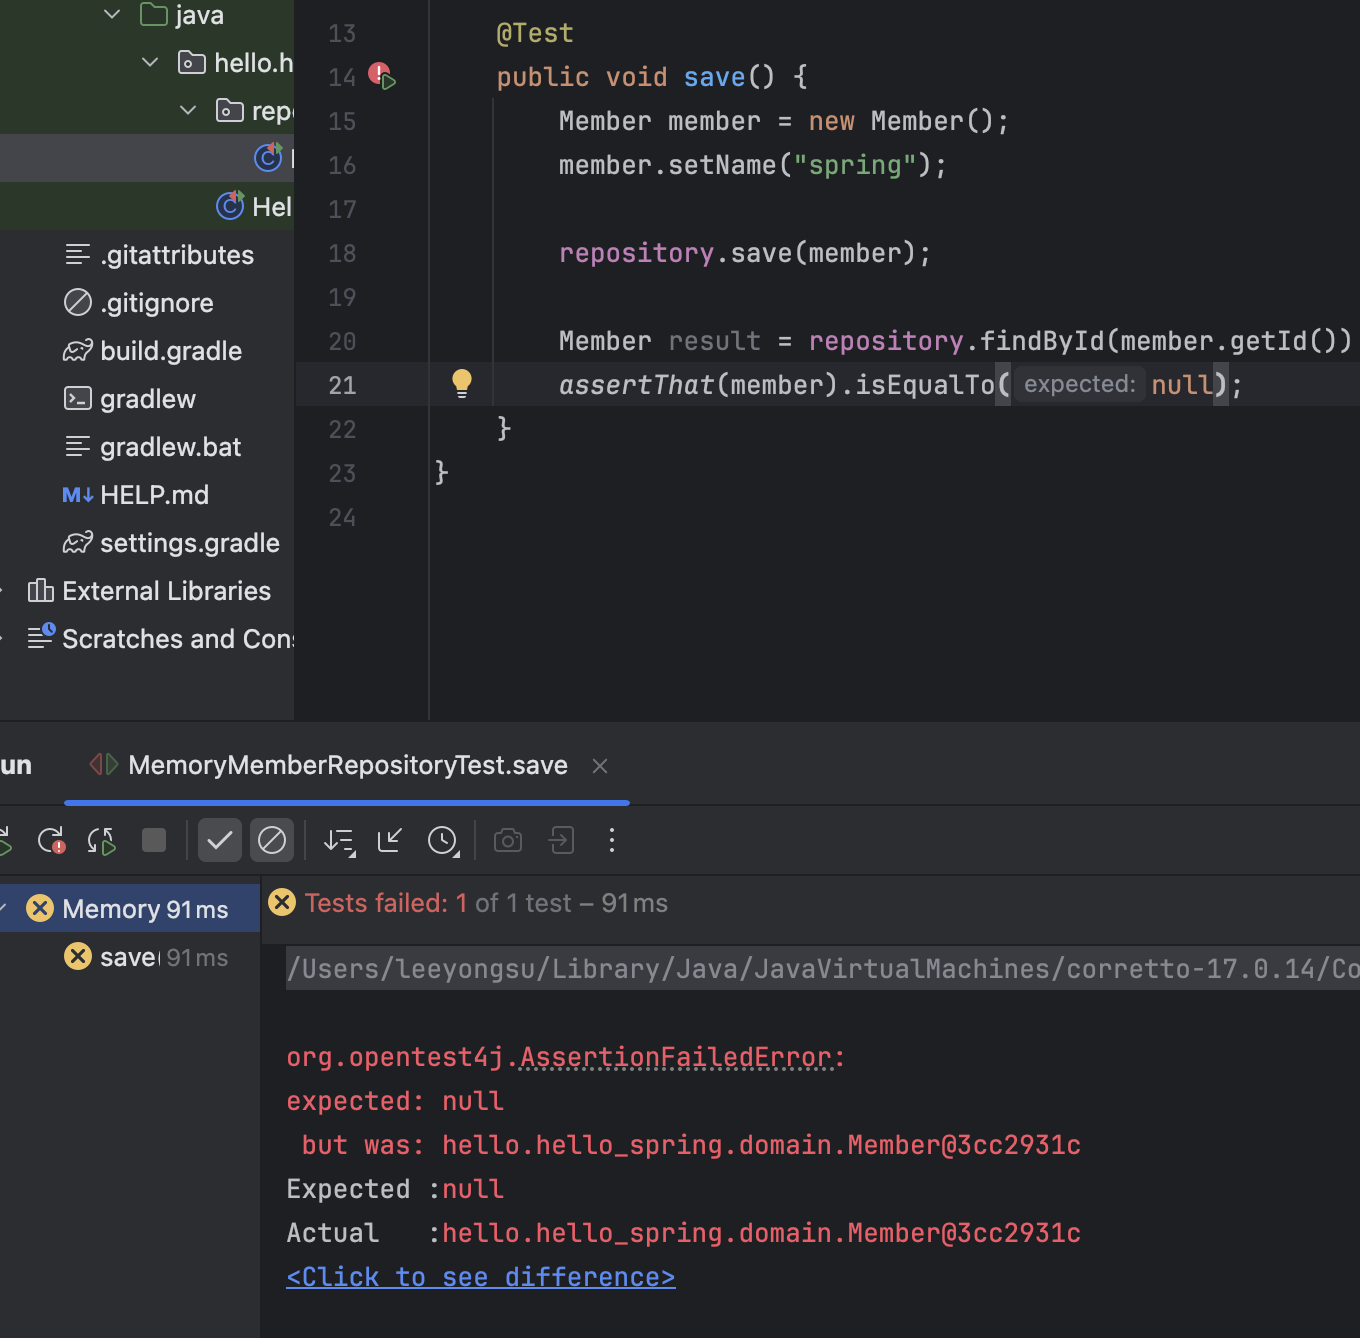 java
hello.h
rep
Hel
.gitattributes
.gitignore
build.gradle
gradlew
gradlew.bat
M↓ HELP.md
settings.gradle
External Libraries
Scratches and Con
13 @Test
14 public void save() {
15 Member member = new Member();
16 member.setName("spring");
17
18 repository.save(member);
19
20 Member result = repository.findById(member.getId())
21 assertThat(member).isEqualTo( expected: null);
22 }
23 }
24
un
MemoryMemberRepositoryTest.save
Memory 91 ms
save( 91 ms
Tests failed: 1 of 1 test – 91 ms
/Users/leeyongsu/Library/Java/JavaVirtualMachines/corretto-17.0.14/Co
org.opentest4j.AssertionFailedError:
expected: null
but was: hello.hello_spring.domain.Member@3cc2931c
Expected :null
Actual :hello.hello_spring.domain.Member@3cc2931c
<Click to see difference>